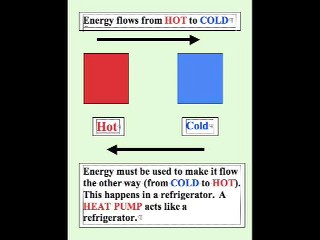 Energy flows from HOT to COLD
Hot
Cold
Energy must be used to make it flow
the other way (from COLD to HOT).
This happens in a refrigerator. A
HEAT PUMP acts like a
refrigerator.